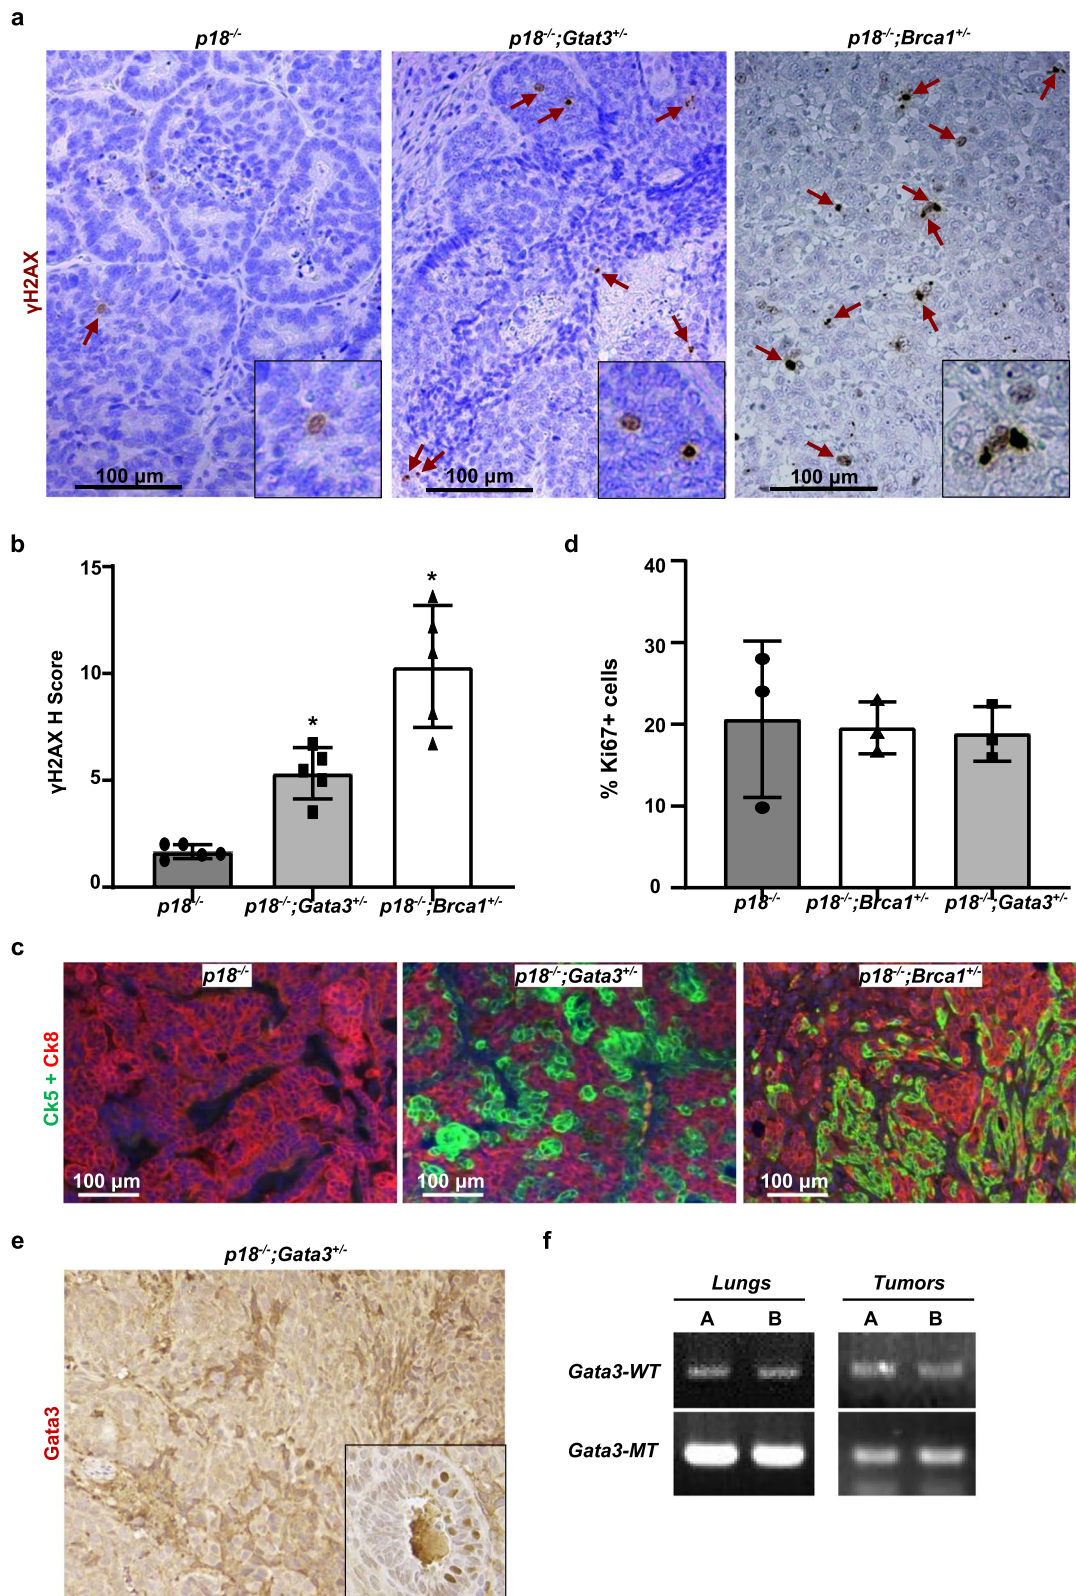 a
p18-/-
p18-/-;Gtat3+/-
p18-/-;Brca1+/-
γH2AX
100 μm
100 μm
100 μm
b
15
10
5
0
γH2AX H Score
*
*
p18-/-
p18-/-;Gata3+/-
p18-/-;Brca1+/-
d
40
30
20
10
0
% Ki67+ cells
p18-/-
p18-/-;Brca1+/-
p18-/-;Gata3+/-
c
p18-/-
p18-/-;Gata3+/-
p18-/-;Brca1+/-
Ck5 + Ck8
100 μm
100 μm
100 μm
e
p18-/-;Gata3+/-
Gata3
f
Lungs
Tumors
A B
A B
Gata3-WT
Gata3-MT